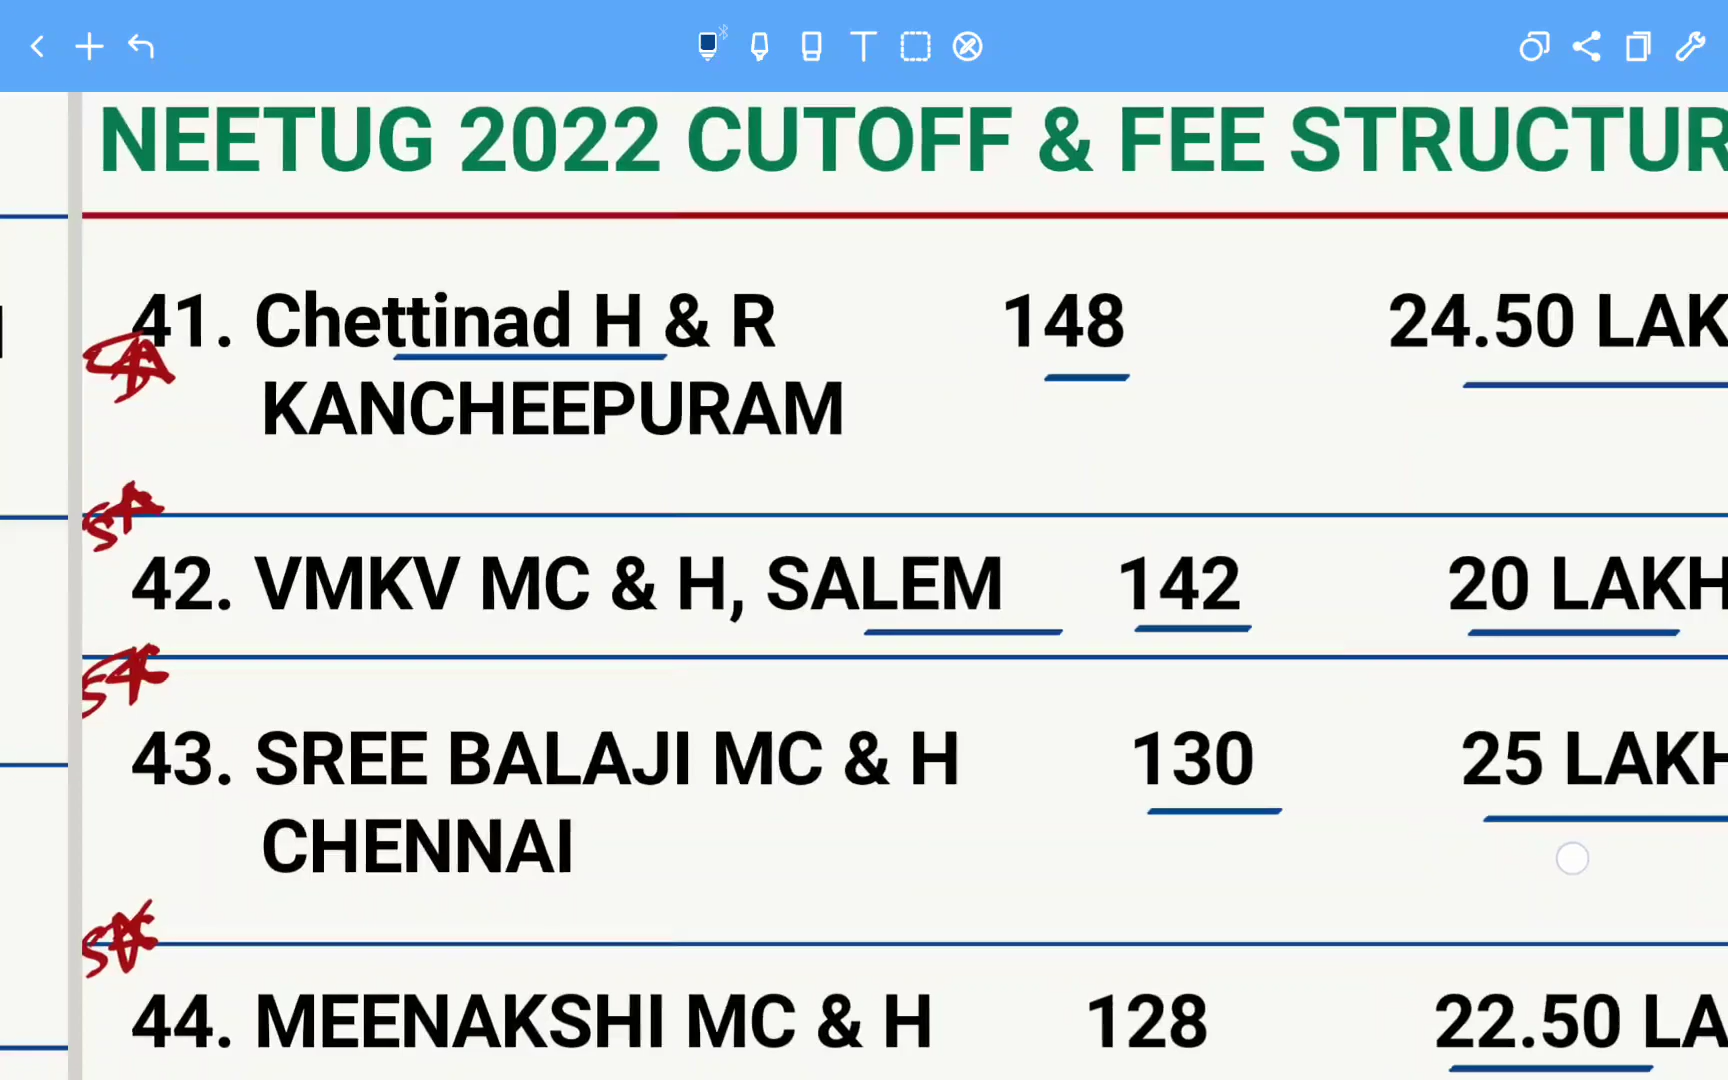 NEETUG 2022 CUTOFF & FEE STRUCTUR
41. Chettinad H & R 148 24.50 LAK
KANCHEEPURAM
42. VMKV MC & H, SALEM 142 20 LAKH
43. SREE BALAJI MC & H 130 25 LAKH
CHENNAI
44. MEENAKSHI MC & H 128 22.50 LA